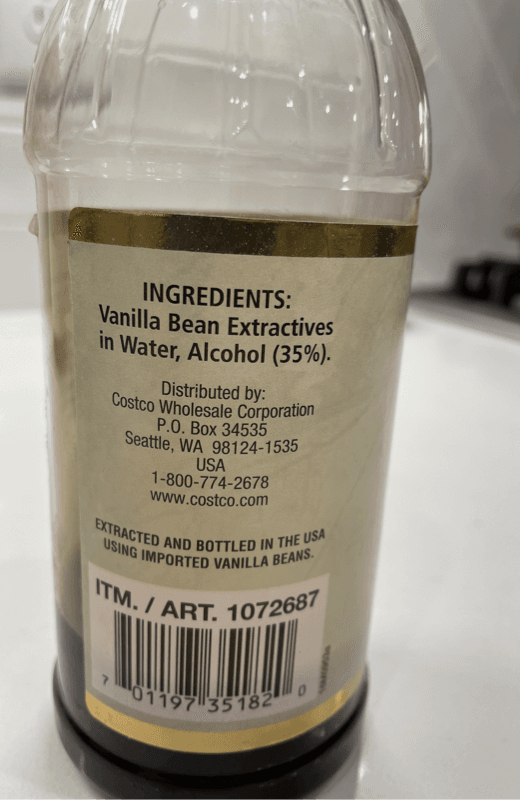 INGREDIENTS:
Vanilla Bean Extractives
in Water, Alcohol (35%).
Distributed by:
Costco Wholesale Corporation
P.O. Box 34535
Seattle, WA 98124-1535
USA
1-800-774-2678
www.costco.com
EXTRACTED AND BOTTLED IN THE USA
USING IMPORTED VANILLA BEANS.
ITM. / ART. 1072687
7 01197 35182 0